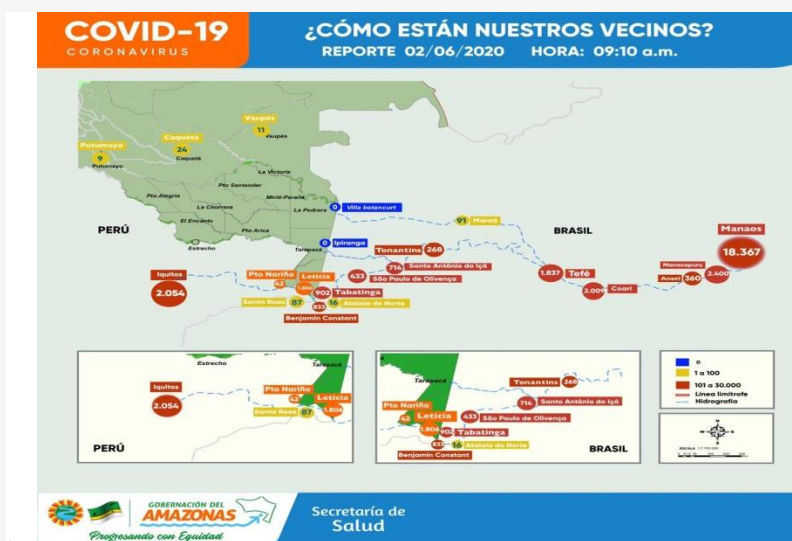 COVID-19
CORONAVIRUS
¿CÓMO ESTÁN NUESTROS VECINOS?
REPORTE 02/06/2020 HORA: 09:10 a.m.
Vaupés
11
Vaupés
Caquetá
24
Caquetá
Putumayo
9
Putumayo
La Victoria
Pto Santander
Mirití-Paraná
Pto Alegría
La Chorrera
La Pedrera
0 Villa betancurt
El Encanto
Pto Arica
PERÚ
Estrecho
Tarapacá
0 Ipiranga
91 Maraã
BRASIL
Tonantins 268
Manaos
18.367
714 Santo Antônio do Içá
433 São Paulo de Olivença
1.837 Tefé
2.009 Coari
Manacapuru
2.400
Anori 360
Iquitos
2.054
Pto Nariño
42
Leticia
1.806
902 Tabatinga
Santa Rosa 87
16 Atalaia do Norte
833
Benjamin Constant
Estrecho
Tarapacá
Iquitos
2.054
Pto Nariño
42
Leticia
1.806
Santa Rosa 87
PERÚ
Tarapacá
Tonantins 268
714 Santo Antônio do Içá
Pto Nariño
42
Leticia
1.806
433 São Paulo de Olivença
902 Tabatinga
833
16 Atalaia do Norte
Benjamin Constant
BRASIL
0
1 a 100
101 a 30.000
Línea limítrofe
Hidrografía
ESCALA
GOBERNACIÓN DEL
AMAZONAS
Progresando con Equidad
Secretaría de
Salud